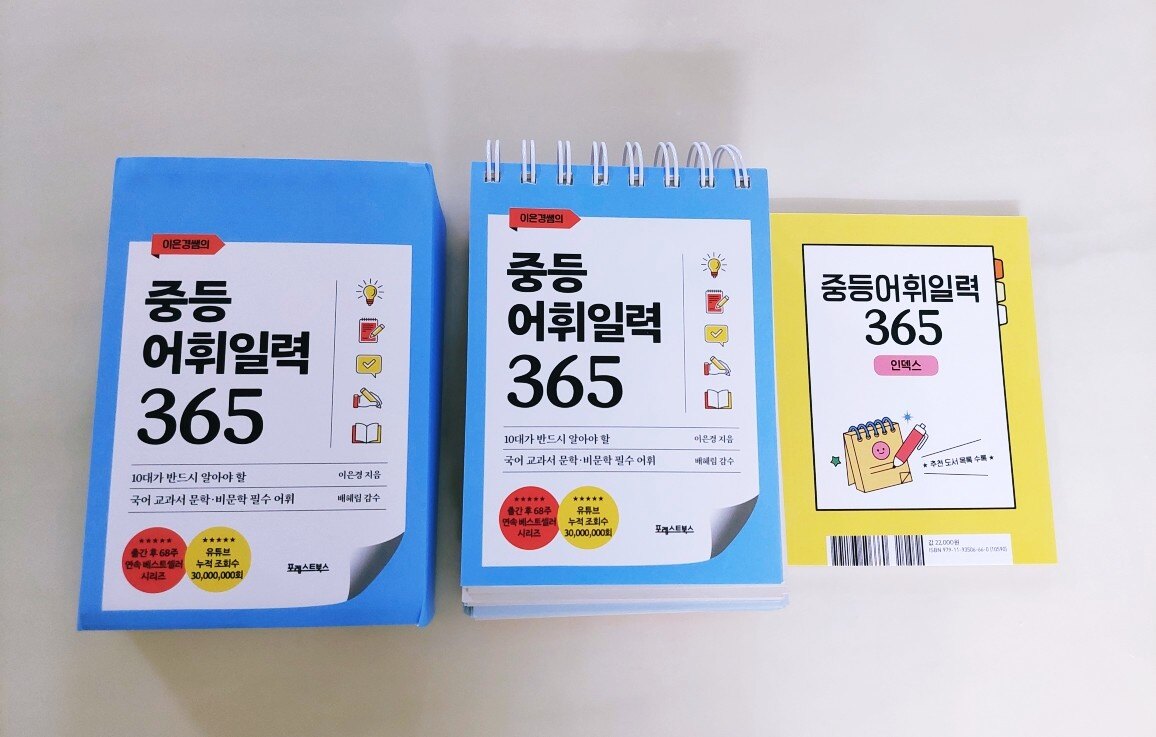 이은경쌤의
중등
어휘일력
365
10대가 반드시 알아야 할
이은경 지음
국어 교과서 문학·비문학 필수 어휘
배혜림 감수
★★★★★
출간 후 68주
연속 베스트셀러
시리즈
★★★★★
유튜브
누적 조회수
30,000,000회
포레스트북스
이은경쌤의
중등
어휘일력
365
10대가 반드시 알아야 할
이은경 지음
국어 교과서 문학·비문학 필수 어휘
배혜림 감수
★★★★★
출간 후 68주
연속 베스트셀러
시리즈
★★★★★
유튜브
누적 조회수
30,000,000회
포레스트북스
중등어휘일력
365
인덱스
★ 추천 도서 목록 수록 ★
값 22,000원
ISBN 979-11-93506-66-0 (10590)